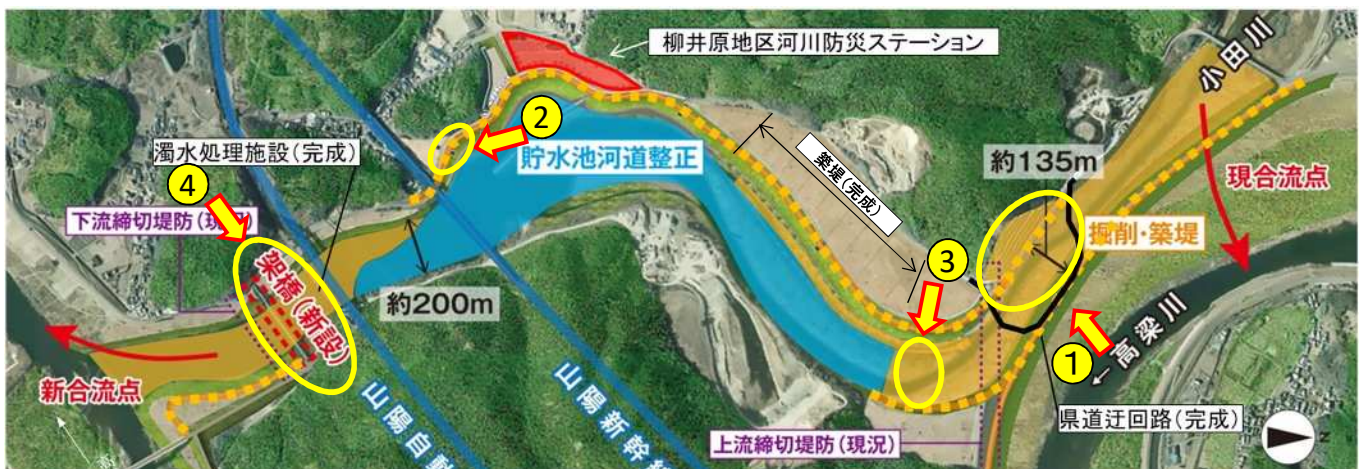 柳井原地区河川防災ステーション
小田川
②
貯水池河道整正
濁水処理施設(完成)
④
約135m
現合流点
築堤(完成)
下流締切堤防(現
掘削・築堤
③
架橋(新設)
約200m
①
←高梁川
新合流点
山陽自動
山陽新幹
県道迂回路(完成)
上流締切堤防(現況)
N